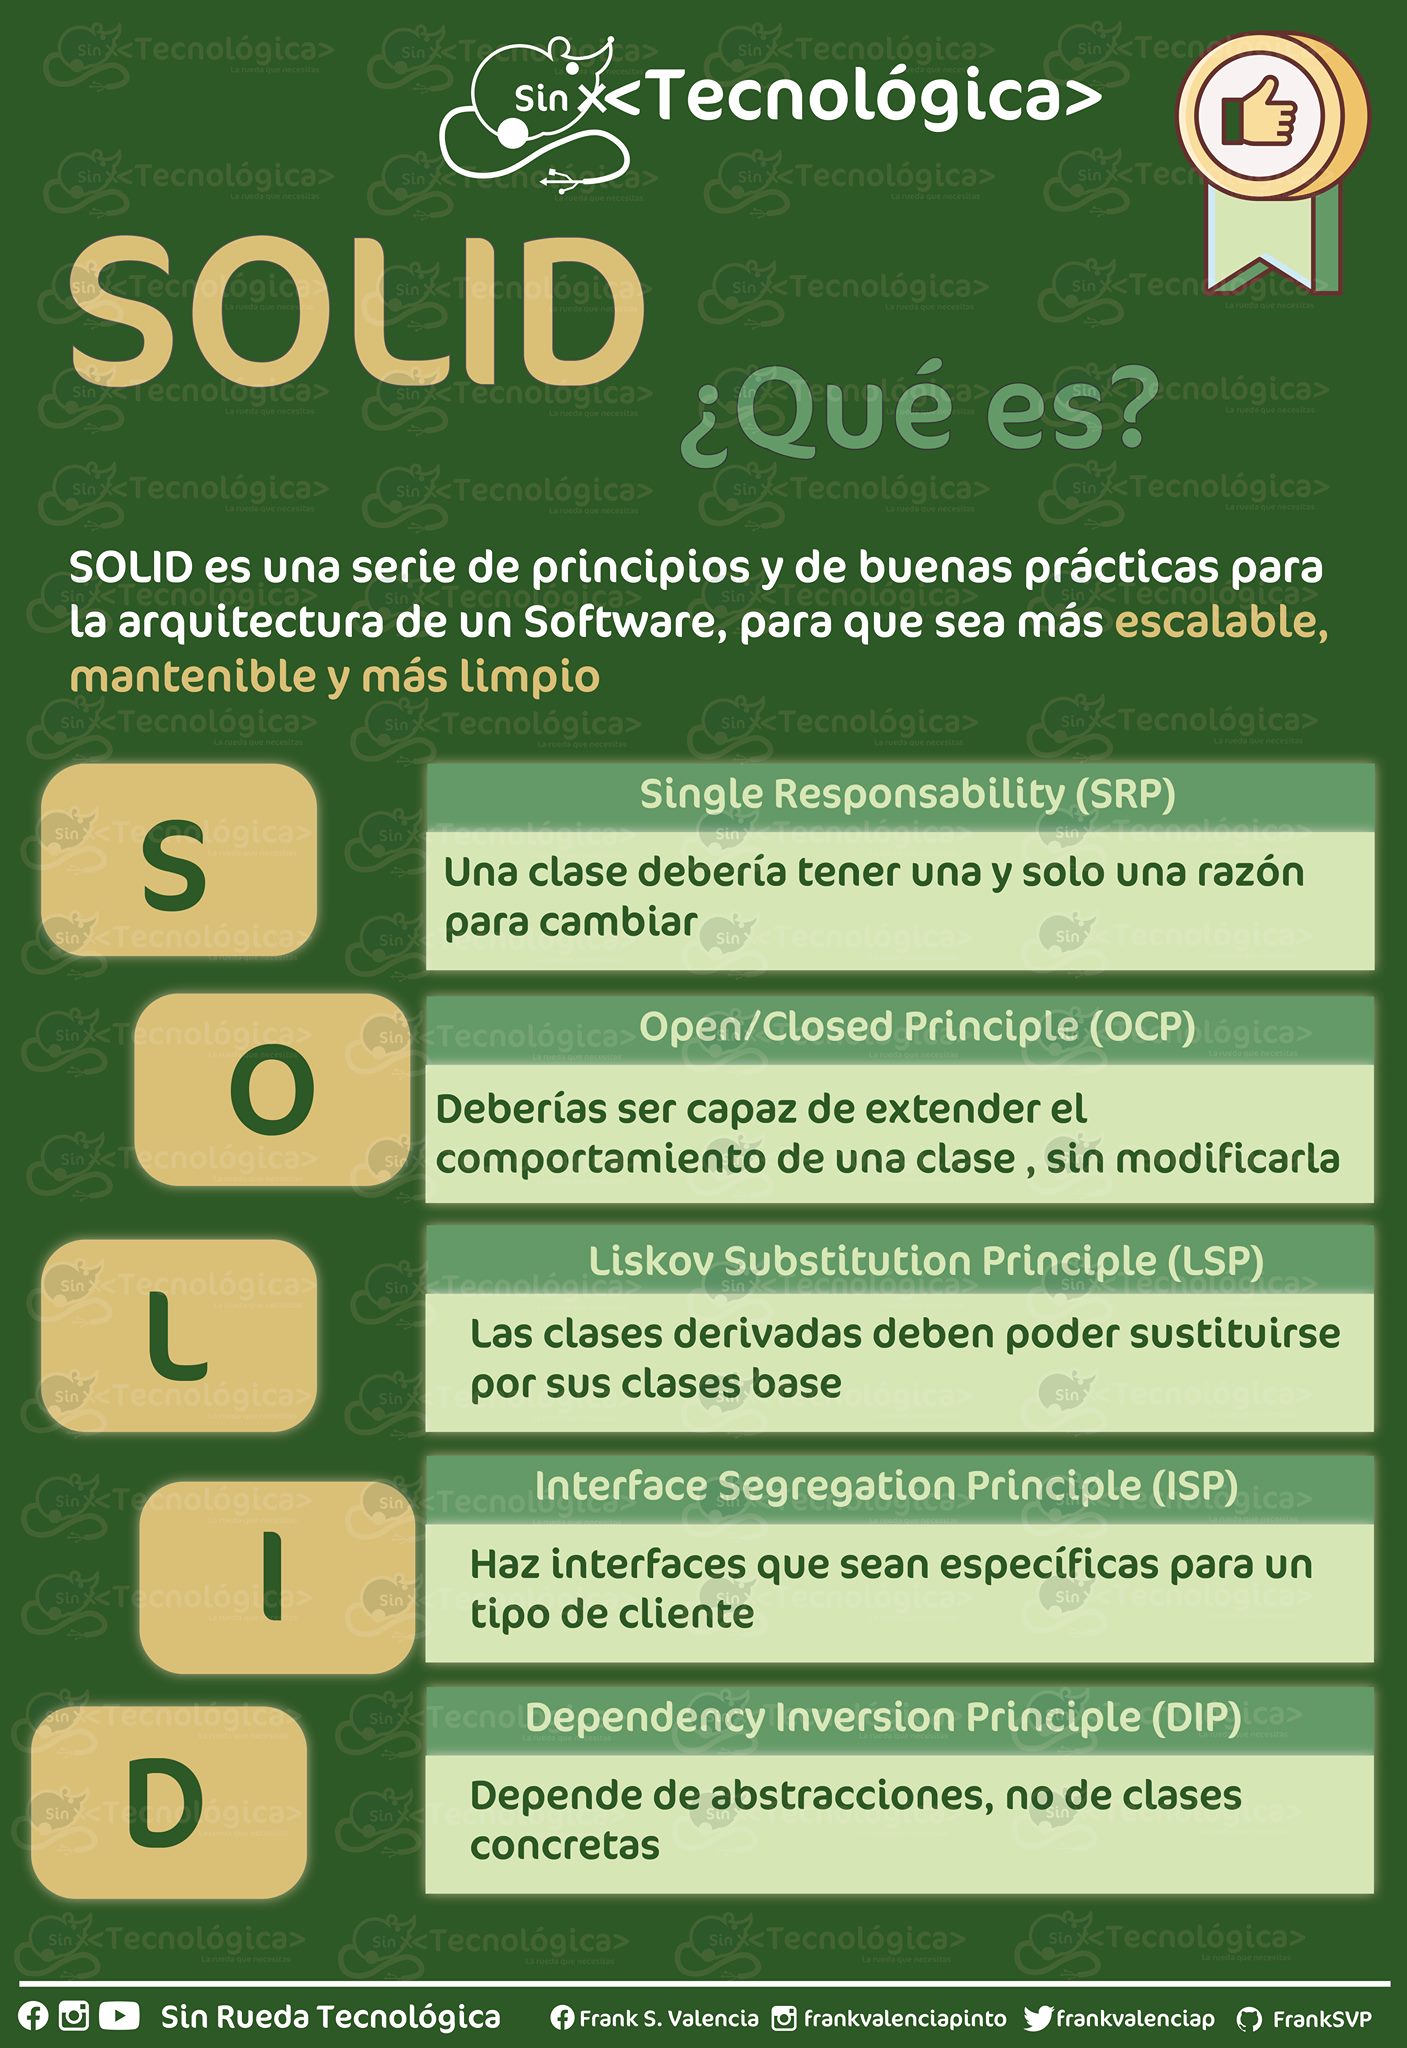 Sin X<Tecnológica>
SOLID
¿Qué es?
SOLID es una serie de principios y de buenas prácticas para
la arquitectura de un Software, para que sea más escalable,
mantenible y más limpio
S
Single Responsability (SRP)
Una clase debería tener una y solo una razón
para cambiar
O
Open/Closed Principle (OCP)
Deberías ser capaz de extender el
comportamiento de una clase , sin modificarla
L
Liskov Substitution Principle (LSP)
Las clases derivadas deben poder sustituirse
por sus clases base
I
Interface Segregation Principle (ISP)
Haz interfaces que sean específicas para un
tipo de cliente
D
Dependency Inversion Principle (DIP)
Depende de abstracciones, no de clases
concretas
Sin Rueda Tecnológica Frank S. Valencia frankvalenciapinto frankvalenciap FrankSVP